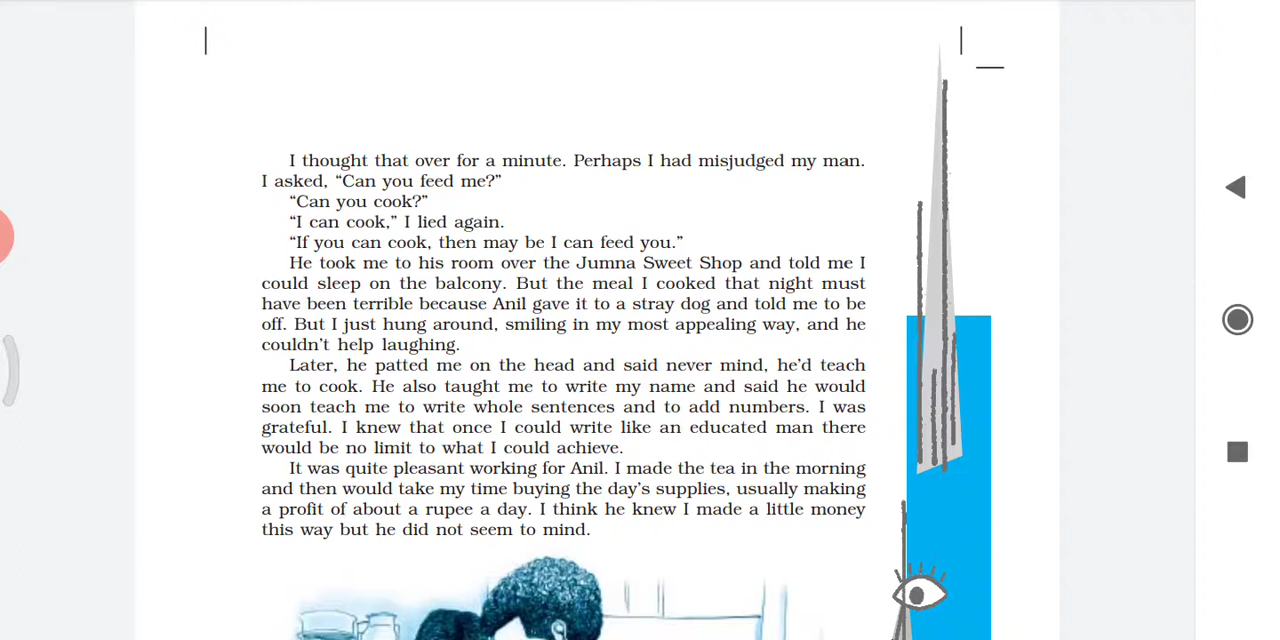 I thought that over for a minute. Perhaps I had misjudged my man.
I asked, “Can you feed me?”
“Can you cook?”
“I can cook,” I lied again.
“If you can cook, then may be I can feed you.”
He took me to his room over the Jumna Sweet Shop and told me I
could sleep on the balcony. But the meal I cooked that night must
have been terrible because Anil gave it to a stray dog and told me to be
off. But I just hung around, smiling in my most appealing way, and he
couldn’t help laughing.
Later, he patted me on the head and said never mind, he’d teach
me to cook. He also taught me to write my name and said he would
soon teach me to write whole sentences and to add numbers. I was
grateful. I knew that once I could write like an educated man there
would be no limit to what I could achieve.
It was quite pleasant working for Anil. I made the tea in the morning
and then would take my time buying the day’s supplies, usually making
a profit of about a rupee a day. I think he knew I made a little money
this way but he did not seem to mind.